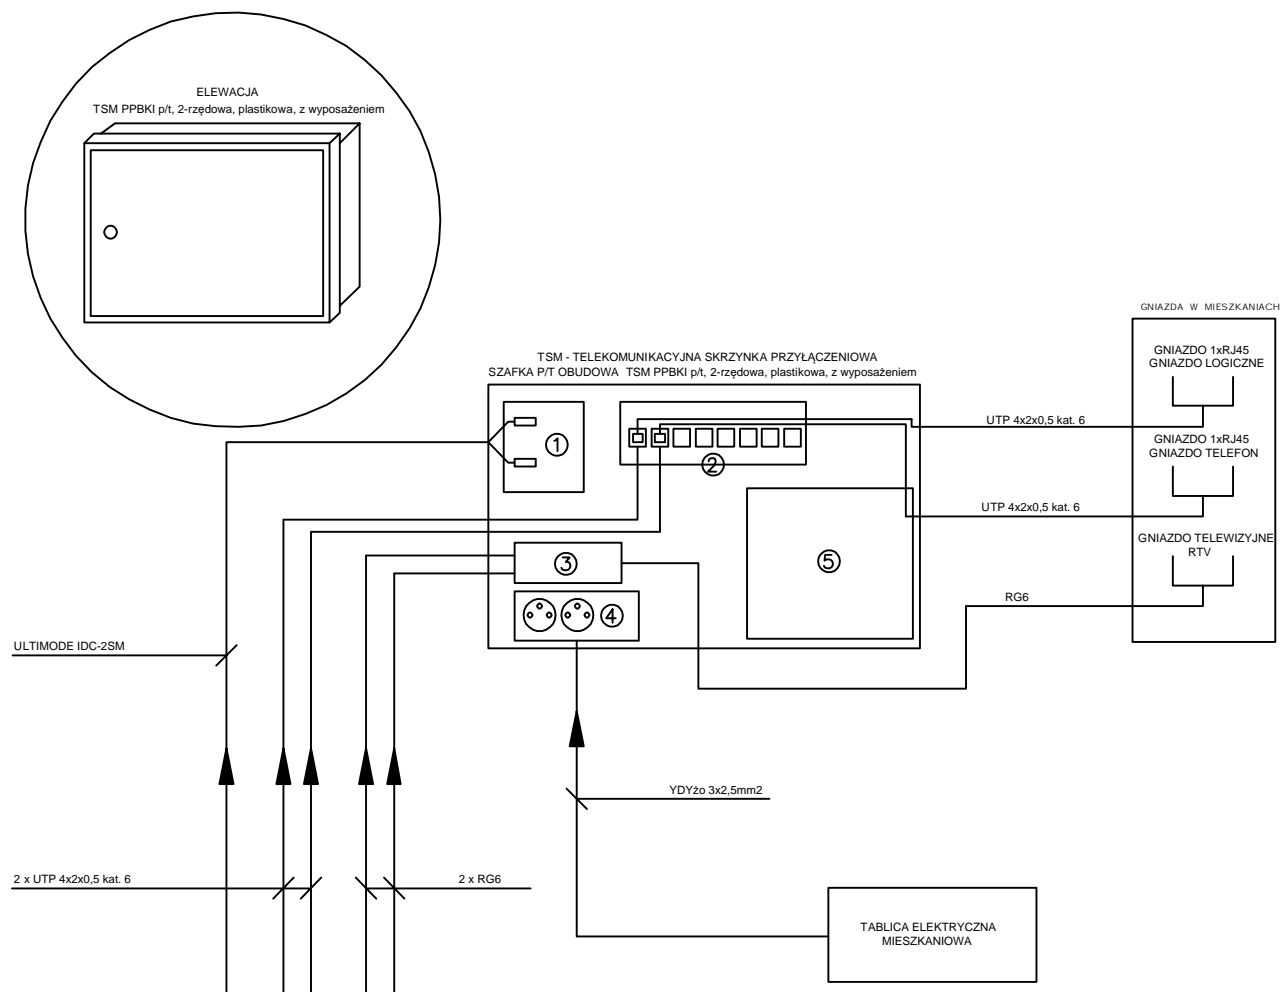 ELEWACJA
TSM PPBKI p/t, 2-rzędowa, plastikowa, z wyposażeniem
GNIAZDA W MIESZKANIACH
TSM - TELEKOMUNIKACYJNA SKRZYNKA PRZYŁĄCZENIOWA
SZAFKA P/T OBUDOWA TSM PPBKI p/t, 2-rzędowa, plastikowa, z wyposażeniem
GNIAZDO 1xRJ45
GNIAZDO LOGICZNE
UTP 4x2x0,5 kat. 6
1
2
GNIAZDO 1xRJ45
GNIAZDO TELEFON
UTP 4x2x0,5 kat. 6
GNIAZDO TELEWIZYJNE
RTV
3
5
RG6
4
ULTIMODE IDC-2SM
YDYżo 3x2,5mm2
2 x UTP 4x2x0,5 kat. 6
2 x RG6
TABLICA ELEKTRYCZNA
MIESZKANIOWA